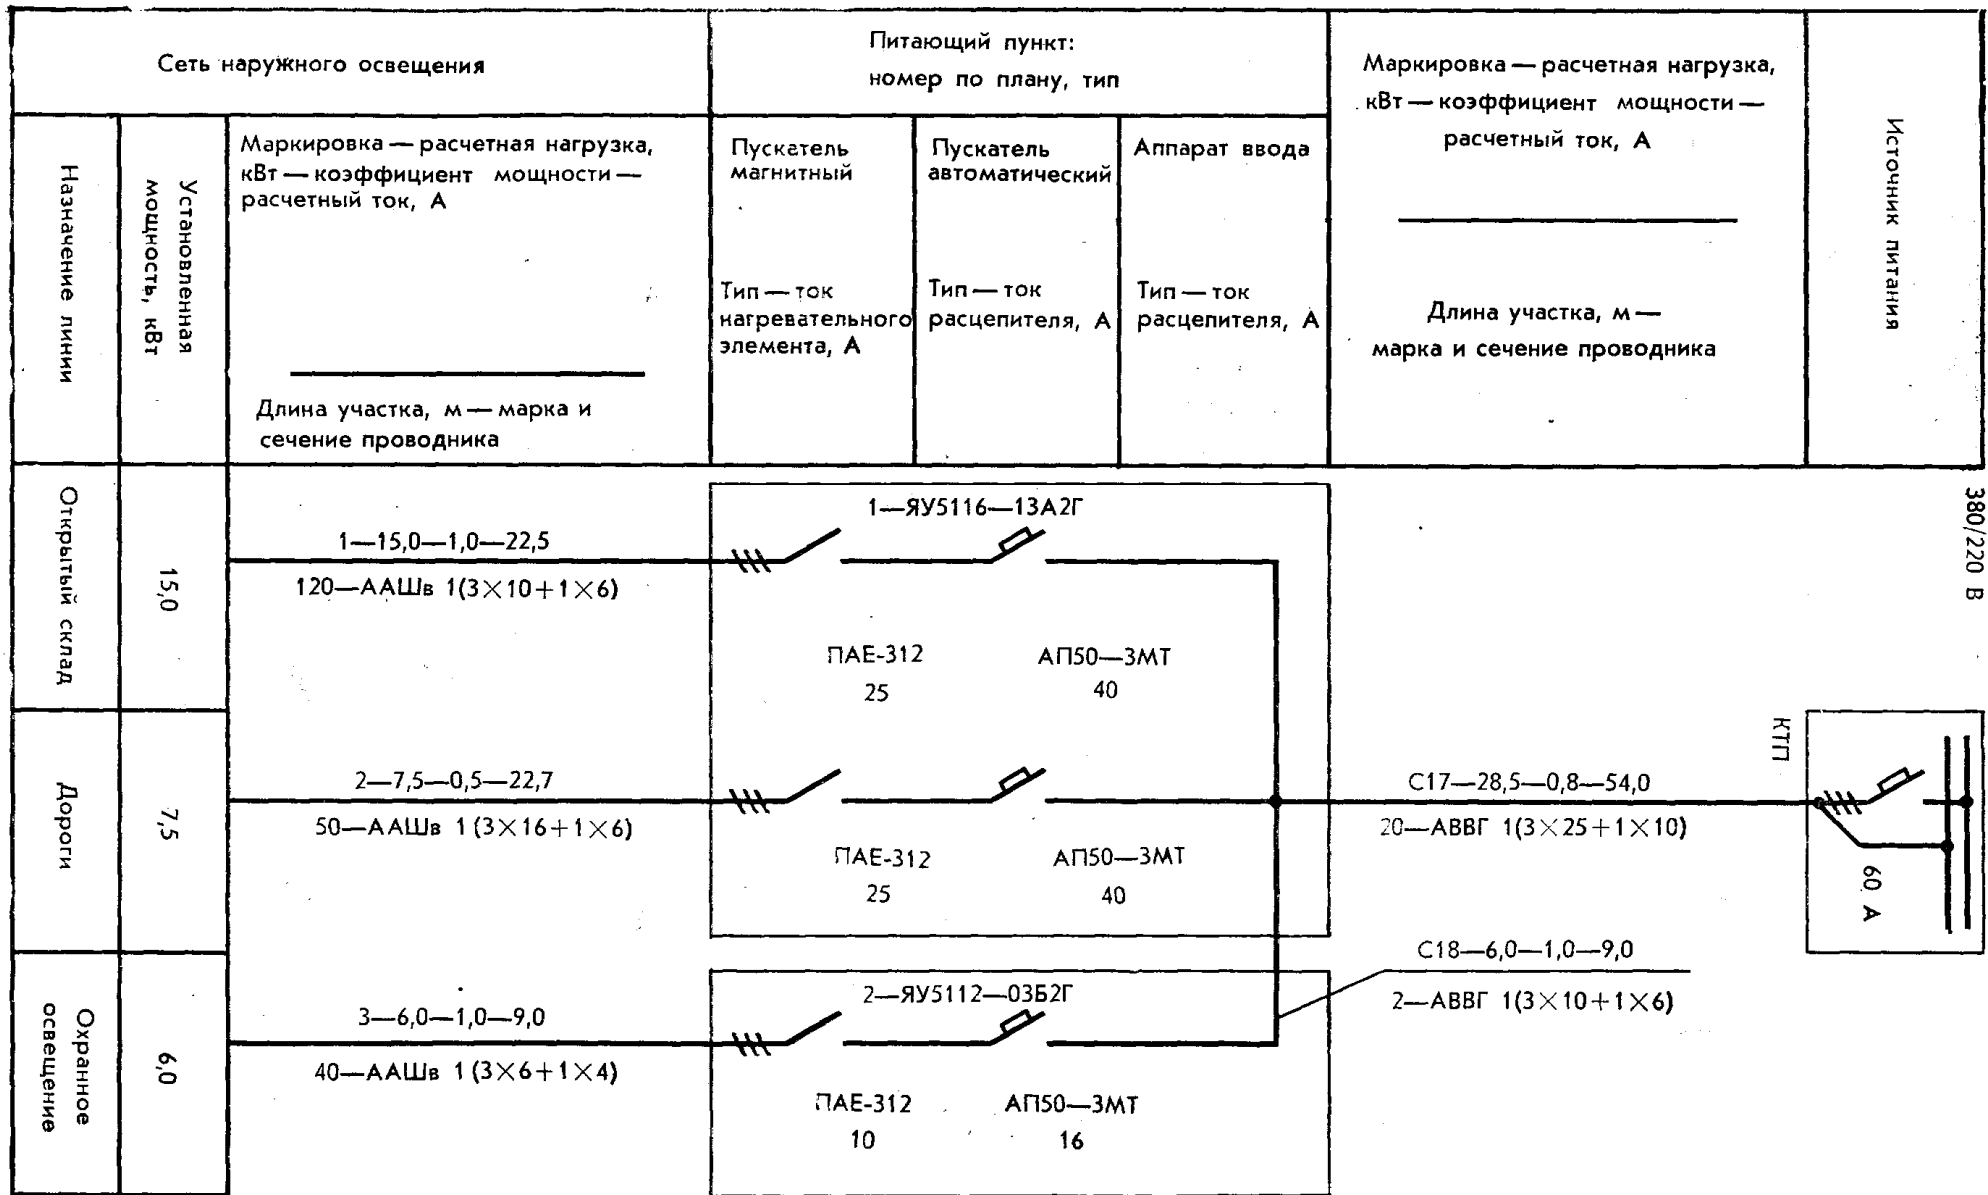 Сеть наружного освещения
Питающий пункт:
номер по плану, тип
Маркировка — расчетная нагрузка,
кВт — коэффициент мощности —
расчетный ток, А
Длина участка, м —
марка и сечение проводника
Источник питания
Назначение линии
Установленная
мощность, кВт
Маркировка — расчетная нагрузка,
кВт — коэффициент мощности —
расчетный ток, А
Длина участка, м — марка и
сечение проводника
Пускатель
магнитный
Тип — ток
нагревательного
элемента, А
Пускатель
автоматический
Тип — ток
расцепителя, А
Аппарат ввода
Тип — ток
расцепителя, А
Открытый склад
15,0
1—15,0—1,0—22,5
120—ААШв 1(3×10+1×6)
1—ЯУ5116—13А2Г
ПАЕ-312
25
АП50—3МТ
40
380/220 В
Дороги
7,5
2—7,5—0,5—22,7
50—ААШв 1(3×16+1×6)
ПАЕ-312
25
АП50—3МТ
40
С17—28,5—0,8—54,0
20—АВВГ 1(3×25+1×10)
КТП
60 А
Охранное
освещение
6,0
3—6,0—1,0—9,0
40—ААШв 1(3×6+1×4)
2—ЯУ5112—03Б2Г
ПАЕ-312
10
АП50—3МТ
16
С18—6,0—1,0—9,0
2—АВВГ 1(3×10+1×6)